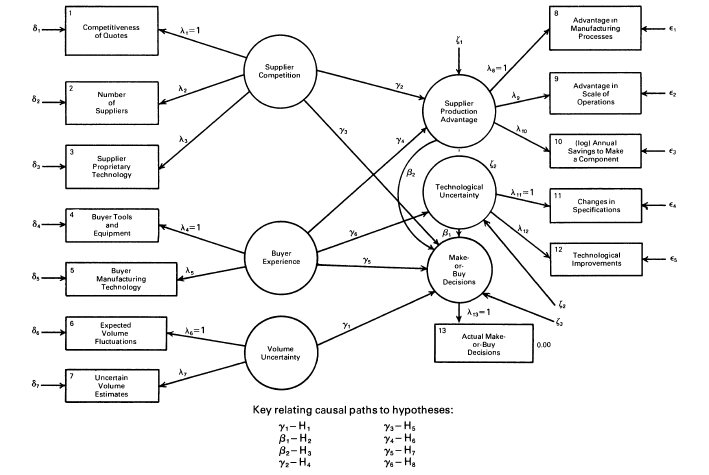 δ₁
1
Competitiveness
of Quotes
λ₁=1
δ₂
2
Number
of
Suppliers
λ₂
δ₃
3
Supplier
Proprietary
Technology
λ₃
δ₄
4
Buyer Tools
and
Equipment
λ₄=1
δ₅
5
Buyer
Manufacturing
Technology
λ₅
δ₆
6
Expected
Volume
Fluctuations
λ₆=1
δ₇
7
Uncertain
Volume
Estimates
λ₇
Supplier
Competition
Buyer
Experience
Volume
Uncertainty
γ₂
γ₃
γ₄
γ₆
γ₅
γ₁
ζ₁
Supplier
Production
Advantage
β₂
ζ₂
Technological
Uncertainty
β₁
Make-
or-
Buy
Decisions
λ₁₃=1
13
Actual Make-
or-Buy
Decisions
0.00
λ₈=1
8
Advantage in
Manufacturing
Processes
ϵ₁
λ₉
9
Advantage in
Scale of
Operations
ϵ₂
λ₁₀
10
(log) Annual
Savings to Make
a Component
ϵ₃
λ₁₁=1
11
Changes in
Specifications
ϵ₄
λ₁₂
12
Technological
Improvements
ϵ₅
ζ₃
Key relating causal paths to hypotheses:
γ₁–H₁ γ₃–H₅
β₁–H₂ γ₄–H₆
β₂–H₃ γ₅–H₇
γ₂–H₄ γ₆–H₈